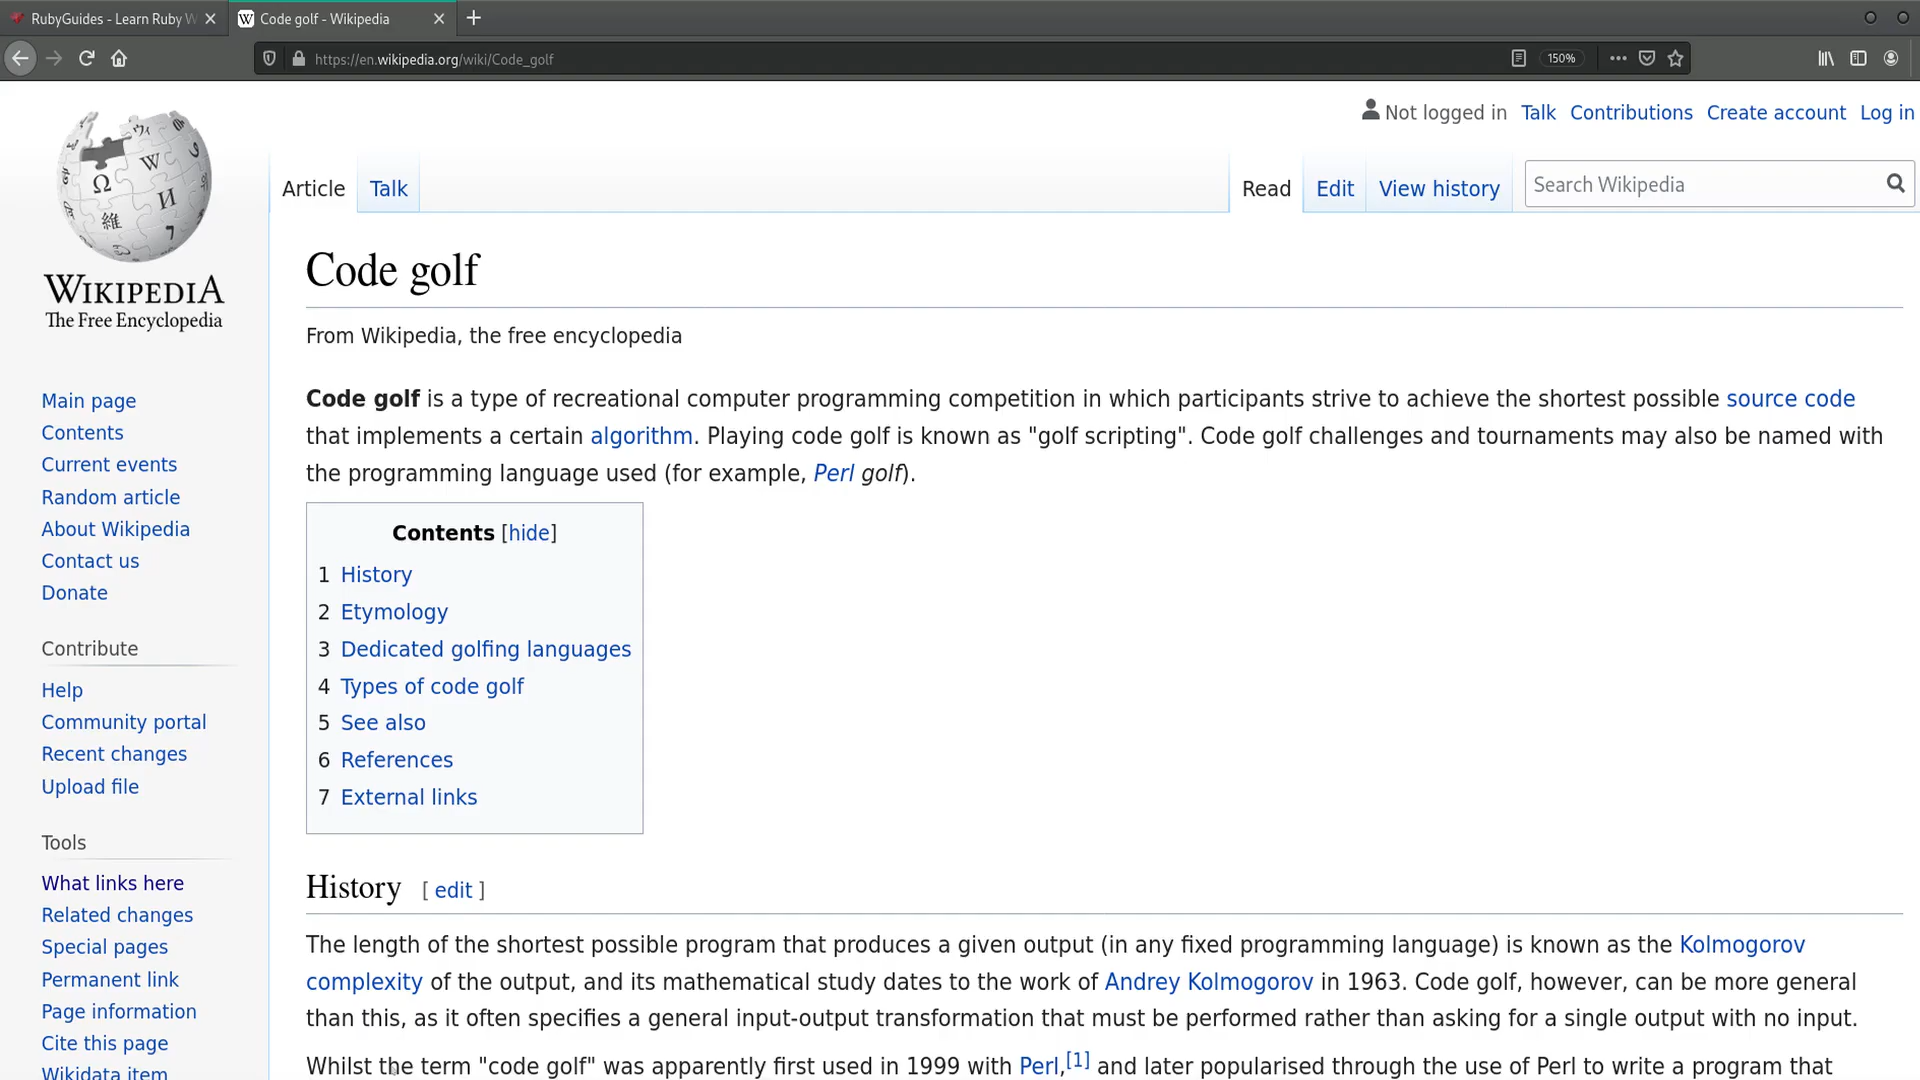 RubyGuides - Learn Ruby W
Code golf - Wikipedia
https://en.wikipedia.org/wiki/Code_golf
150%
Not logged in Talk Contributions Create account Log in
Article Talk Read Edit View history Search Wikipedia
WIKIPEDIA
The Free Encyclopedia
Main page
Contents
Current events
Random article
About Wikipedia
Contact us
Donate
Contribute
Help
Community portal
Recent changes
Upload file
Tools
What links here
Related changes
Special pages
Permanent link
Page information
Cite this page
Wikidata item
Code golf
From Wikipedia, the free encyclopedia
Code golf is a type of recreational computer programming competition in which participants strive to achieve the shortest possible source code
that implements a certain algorithm. Playing code golf is known as "golf scripting". Code golf challenges and tournaments may also be named with
the programming language used (for example, Perl golf).
Contents [hide]
1 History
2 Etymology
3 Dedicated golfing languages
4 Types of code golf
5 See also
6 References
7 External links
History [ edit ]
The length of the shortest possible program that produces a given output (in any fixed programming language) is known as the Kolmogorov
complexity of the output, and its mathematical study dates to the work of Andrey Kolmogorov in 1963. Code golf, however, can be more general
than this, as it often specifies a general input-output transformation that must be performed rather than asking for a single output with no input.
Whilst the term "code golf" was apparently first used in 1999 with Perl,[1] and later popularised through the use of Perl to write a program that